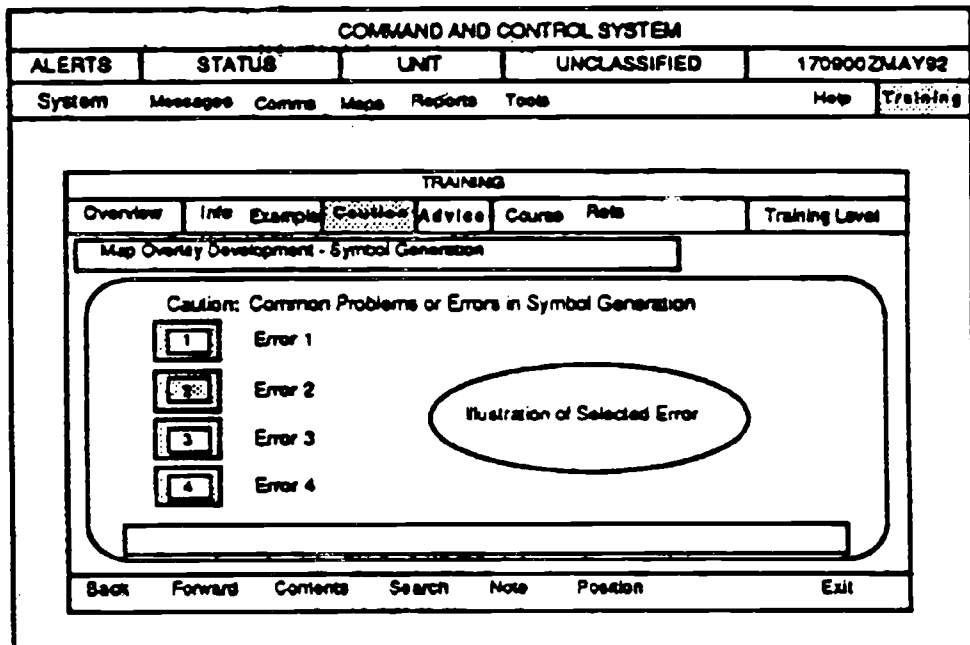 COMMAND AND CONTROL SYSTEM
ALERTS STATUS UNIT UNCLASSIFIED 170900ZMAY92
System Messages Comms Maps Reports Tools Help Training
TRAINING
Overview Info Example Caution Advice Course Refs Training Level
Map Overlay Development - Symbol Generation
Caution: Common Problems or Errors in Symbol Generation
1 Error 1
2 Error 2
Illustration of Selected Error
3 Error 3
4 Error 4
Back Forward Contents Search Note Position Exit